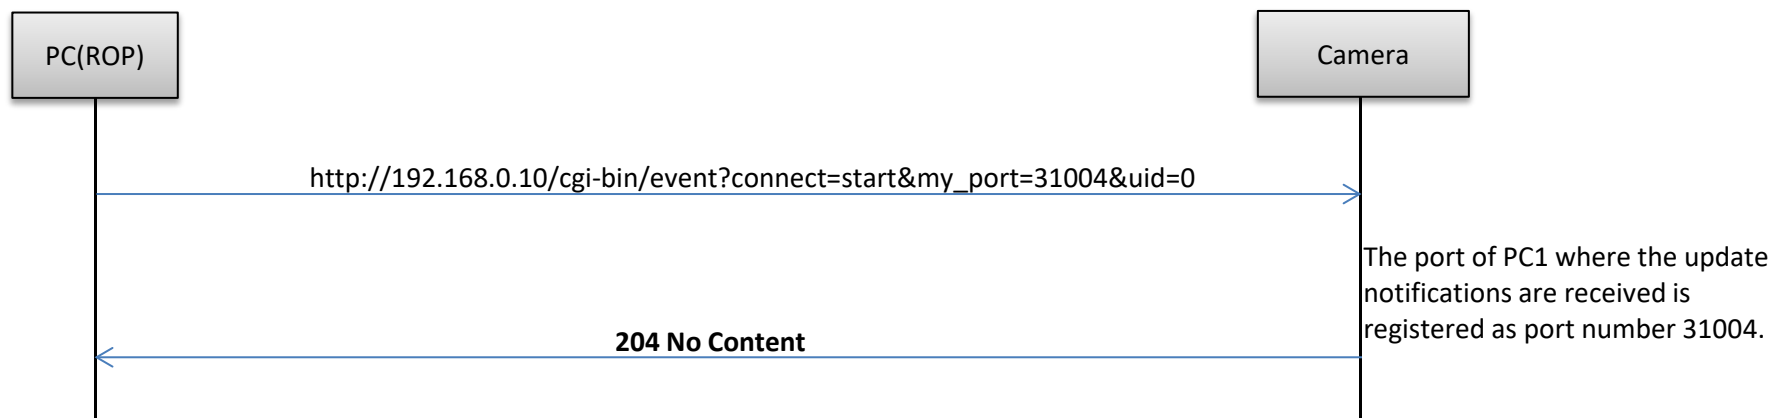 PC(ROP)
Camera
http://192.168.0.10/cgi-bin/event?connect=start&my_port=31004&uid=0
The port of PC1 where the update
notifications are received is
registered as port number 31004.
204 No Content